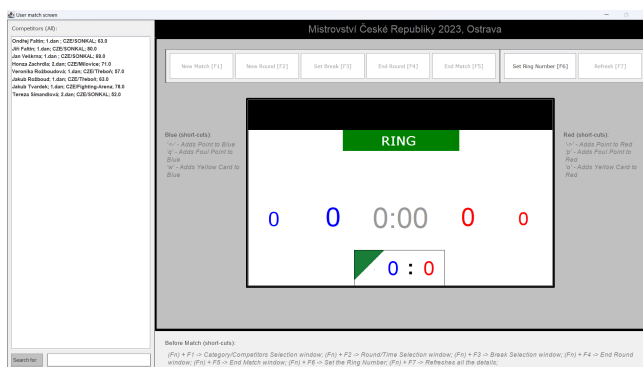 User match screen
Competitors (All):
Ondřej Faltin; 1.dan; CZE/SONKAL; 63.0
Jiří Faltin; 1.dan; CZE/SONKAL; 80.0
Jan Veškrna; 1.dan; CZE/SONKAL; 69.0
Honza Zachrdla; 2.dan; CZE/Milevice; 71.0
Veronika Rožboudová; 1.dan; CZE/Třeboň; 57.0
Jakub Rožboud; 1.dan; CZE/Třeboň; 63.0
Jakub Tvardek; 1.dan; CZE/Fighting-Arena; 78.0
Tereza Simandlová; 2.dan; CZE/SONKAL; 52.0
Search for:
Mistrovství České Republiky 2023, Ostrava
New Match [F1]
New Round [F2]
Set Break [F3]
End Round [F4]
End Match [F5]
Set Ring Number [F6]
Refresh [F7]
Blue (short-cuts):
'<' - Adds Point to Blue
'q' - Adds Foul Point to
Blue
'w' - Adds Yellow Card to
Blue
RING
0 0 0:00 0 0
0 : 0
Red (short-cuts):
'->' - Adds Point to Red
'p' - Adds Foul Point to
Red
'o' - Adds Yellow Card to
Red
Before Match (short-cuts):
(Fn) + F1 -> Category/Competitors Selection window; (Fn) + F2 -> Round/Time Selection window; (Fn) + F3 -> Break Selection window; (Fn) + F4 -> End Round
window; (Fn) + F5 -> End Match window; (Fn) + F6 -> Set the Ring Number; (Fn) + F7 -> Refreshes all the details;